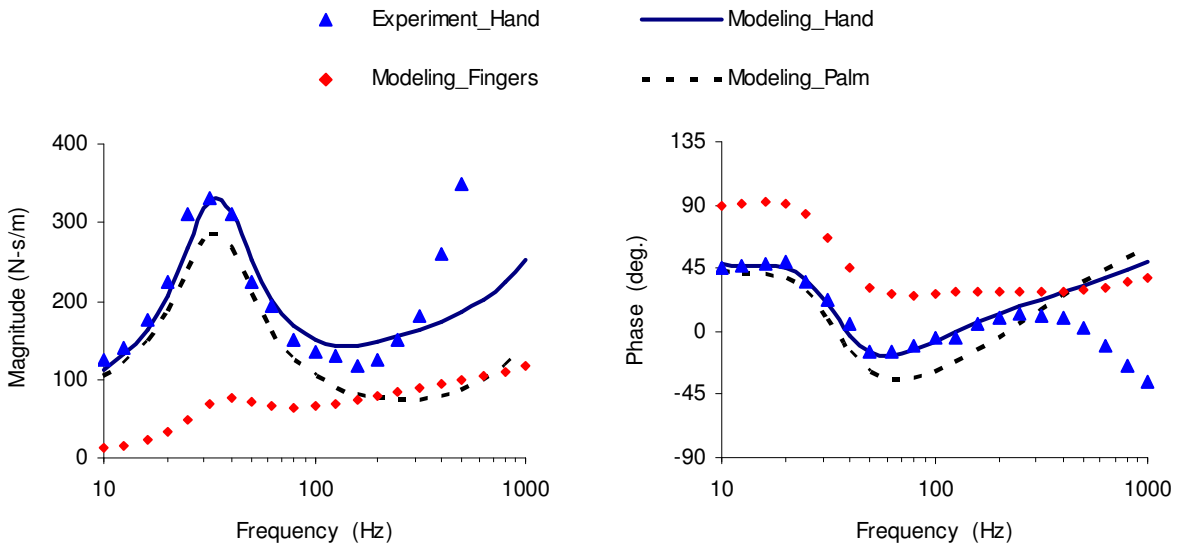 Experiment_Hand Modeling_Hand
Modeling_Fingers Modeling_Palm
400
300
200
100
0
10 100 1000
Magnitude (N-s/m)
Frequency (Hz)
135
90
45
0
-45
-90
10 100 1000
Phase (deg.)
Frequency (Hz)